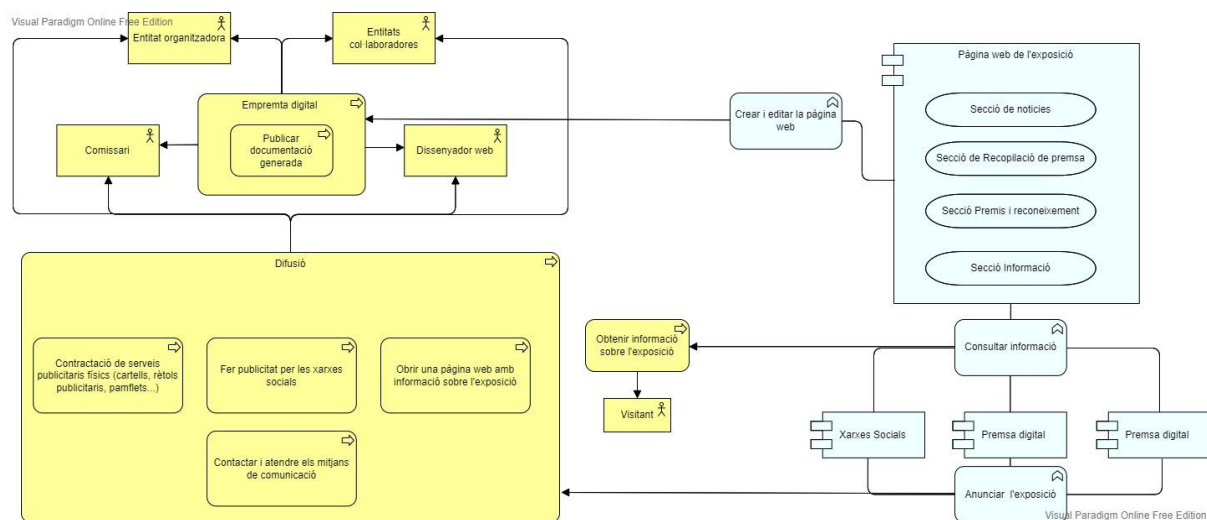 Visual Paradigm Online Free Edition
Entitat organitzadora
Entitats
col·laboradores
Empremta digital
Publicar
documentació
generada
Comissari
Dissenyador web
Crear i editar la pàgina
web
Pàgina web de l'exposició
Secció de noticies
Secció de Recopilació de premsa
Secció Premis i reconeixement
Secció Informació
Difusió
Contractació de serveis
publicitaris físics (cartells, rètols
publicitaris, pamflets...)
Fer publicitat per les xarxes
socials
Obrir una pàgina web amb
informació sobre l'exposició
Contactar i atendre els mitjans
de comunicació
Obtenir informació
sobre l'exposició
Visitant
Consultar informació
Xarxes Socials
Premsa digital
Premsa digital
Anunciar l'exposició
Visual Paradigm Online Free Edition